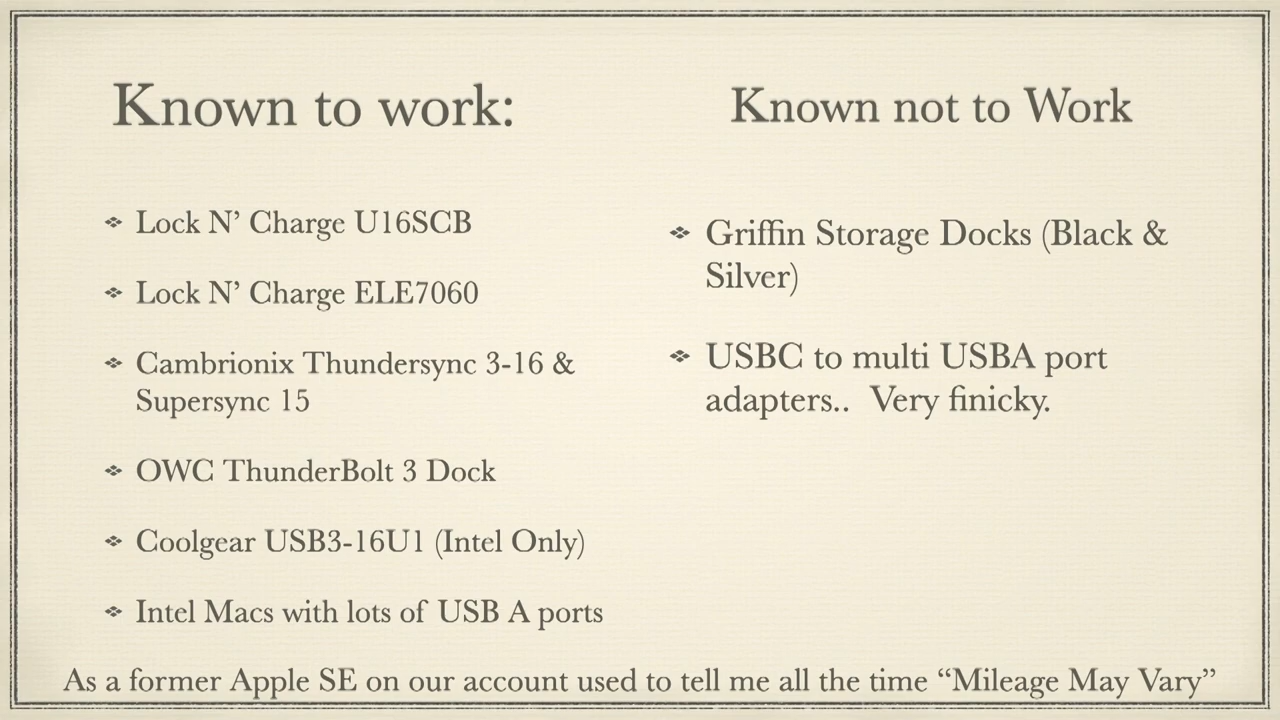 Known to work:
Lock N’ Charge U16SCB
Lock N’ Charge ELE7060
Cambrionix Thundersync 3-16 &
Supersync 15
OWC ThunderBolt 3 Dock
Coolgear USB3-16U1 (Intel Only)
Intel Macs with lots of USB A ports
Known not to Work
Griffin Storage Docks (Black &
Silver)
USBC to multi USBA port
adapters.. Very finicky.
As a former Apple SE on our account used to tell me all the time “Mileage May Vary”